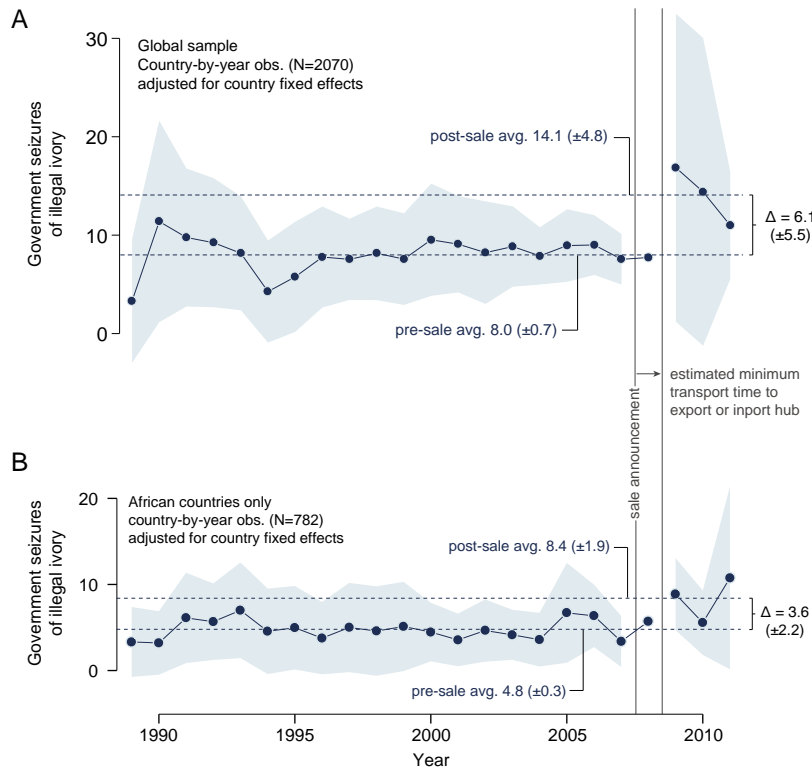 A
Global sample
Country-by-year obs. (N=2070)
adjusted for country fixed effects
Government seizures
of illegal ivory
30
20
10
0
post-sale avg. 14.1 (±4.8)
pre-sale avg. 8.0 (±0.7)
Δ = 6.1
(±5.5)
sale announcement
estimated minimum
transport time to
export or inport hub
B
African countries only
country-by-year obs. (N=782)
adjusted for country fixed effects
Government seizures
of illegal ivory
20
10
0
post-sale avg. 8.4 (±1.9)
pre-sale avg. 4.8 (±0.3)
Δ = 3.6
(±2.2)
1990 1995 2000 2005 2010
Year